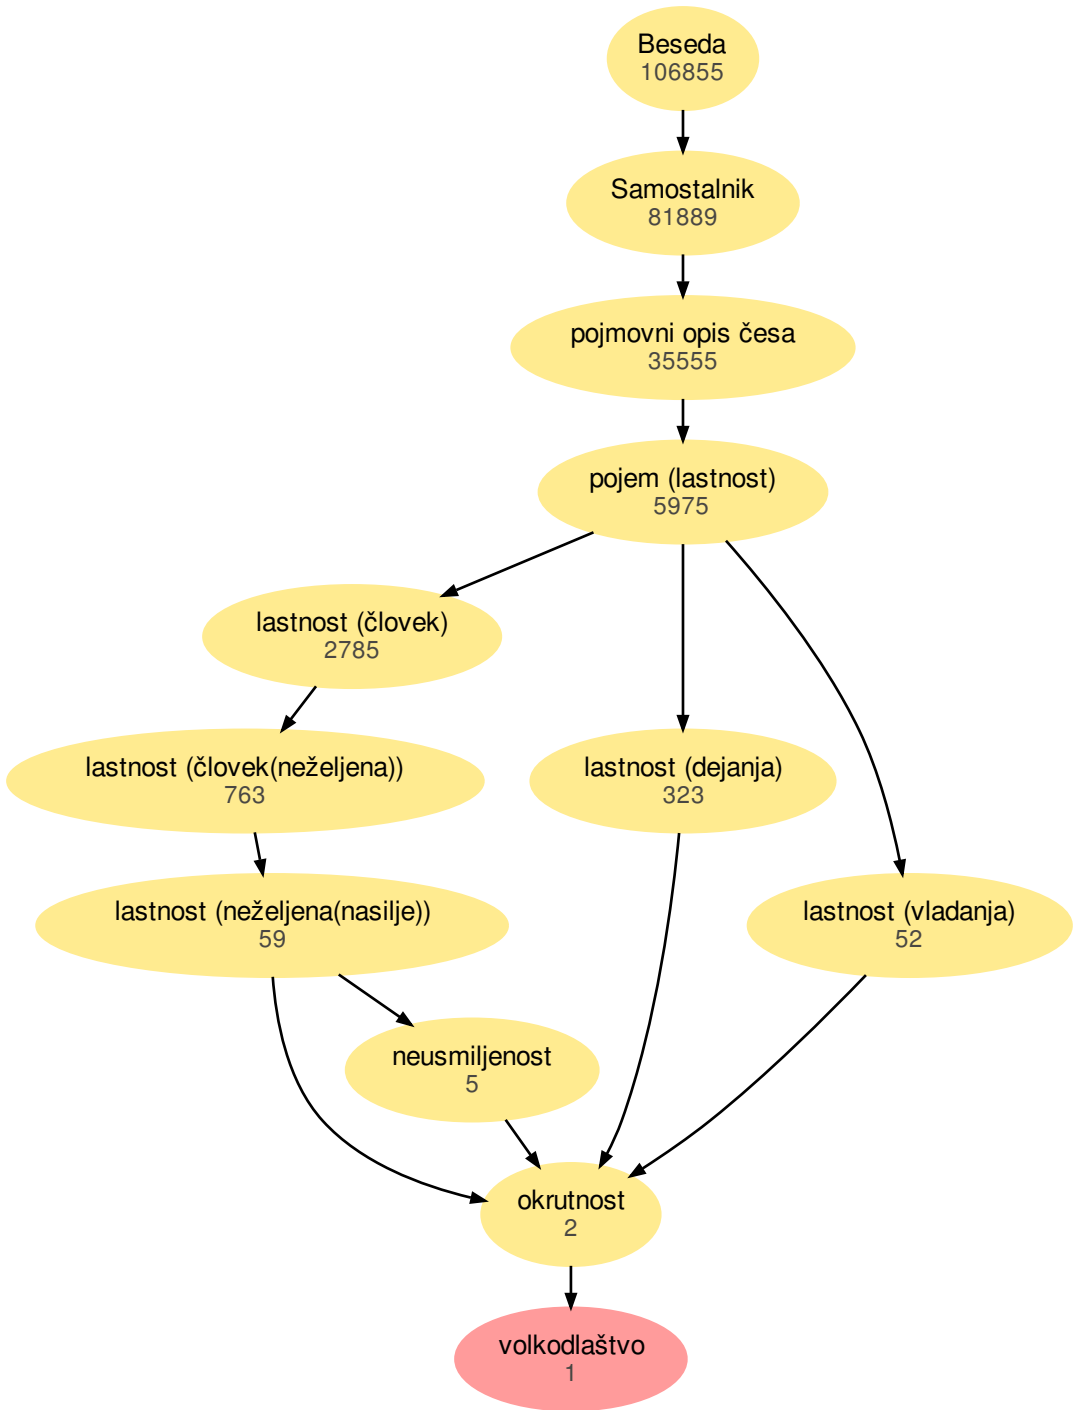 Beseda
106855
Samostalnik
81889
pojmovni opis česa
35555
pojem (lastnost)
5975
lastnost (človek)
2785
lastnost (človek(neželjena))
763
lastnost (dejanja)
323
lastnost (neželjena(nasilje))
59
lastnost (vladanja)
52
neusmiljenost
5
okrutnost
2
volkodlaštvo
1